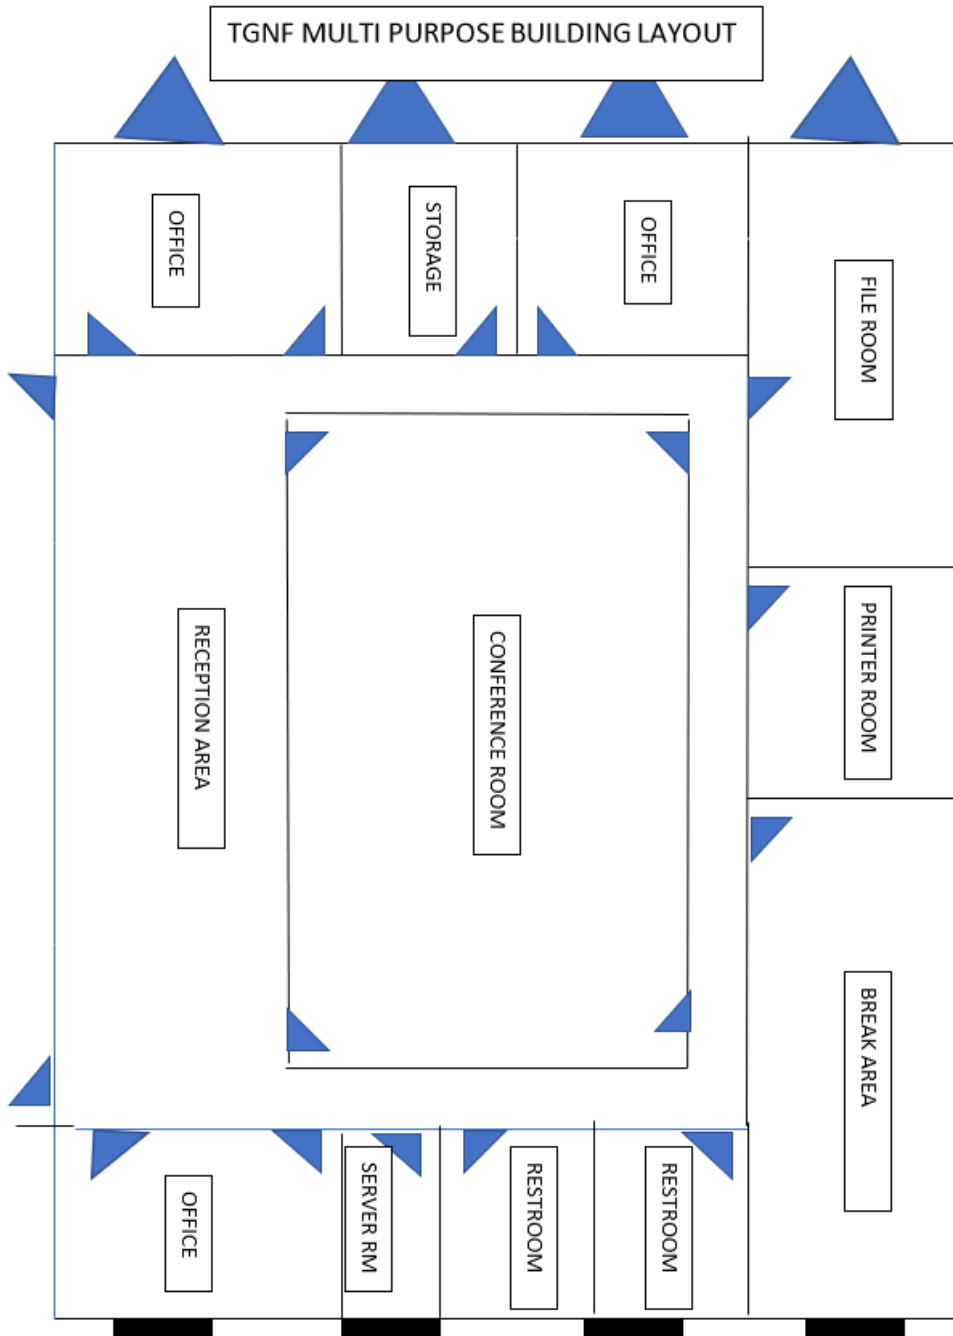 TGNF MULTI PURPOSE BUILDING LAYOUT
OFFICE
STORAGE
OFFICE
FILE ROOM
RECEPTION AREA
CONFERENCE ROOM
PRINTER ROOM
BREAK AREA
OFFICE
SERVER RM
RESTROOM
RESTROOM